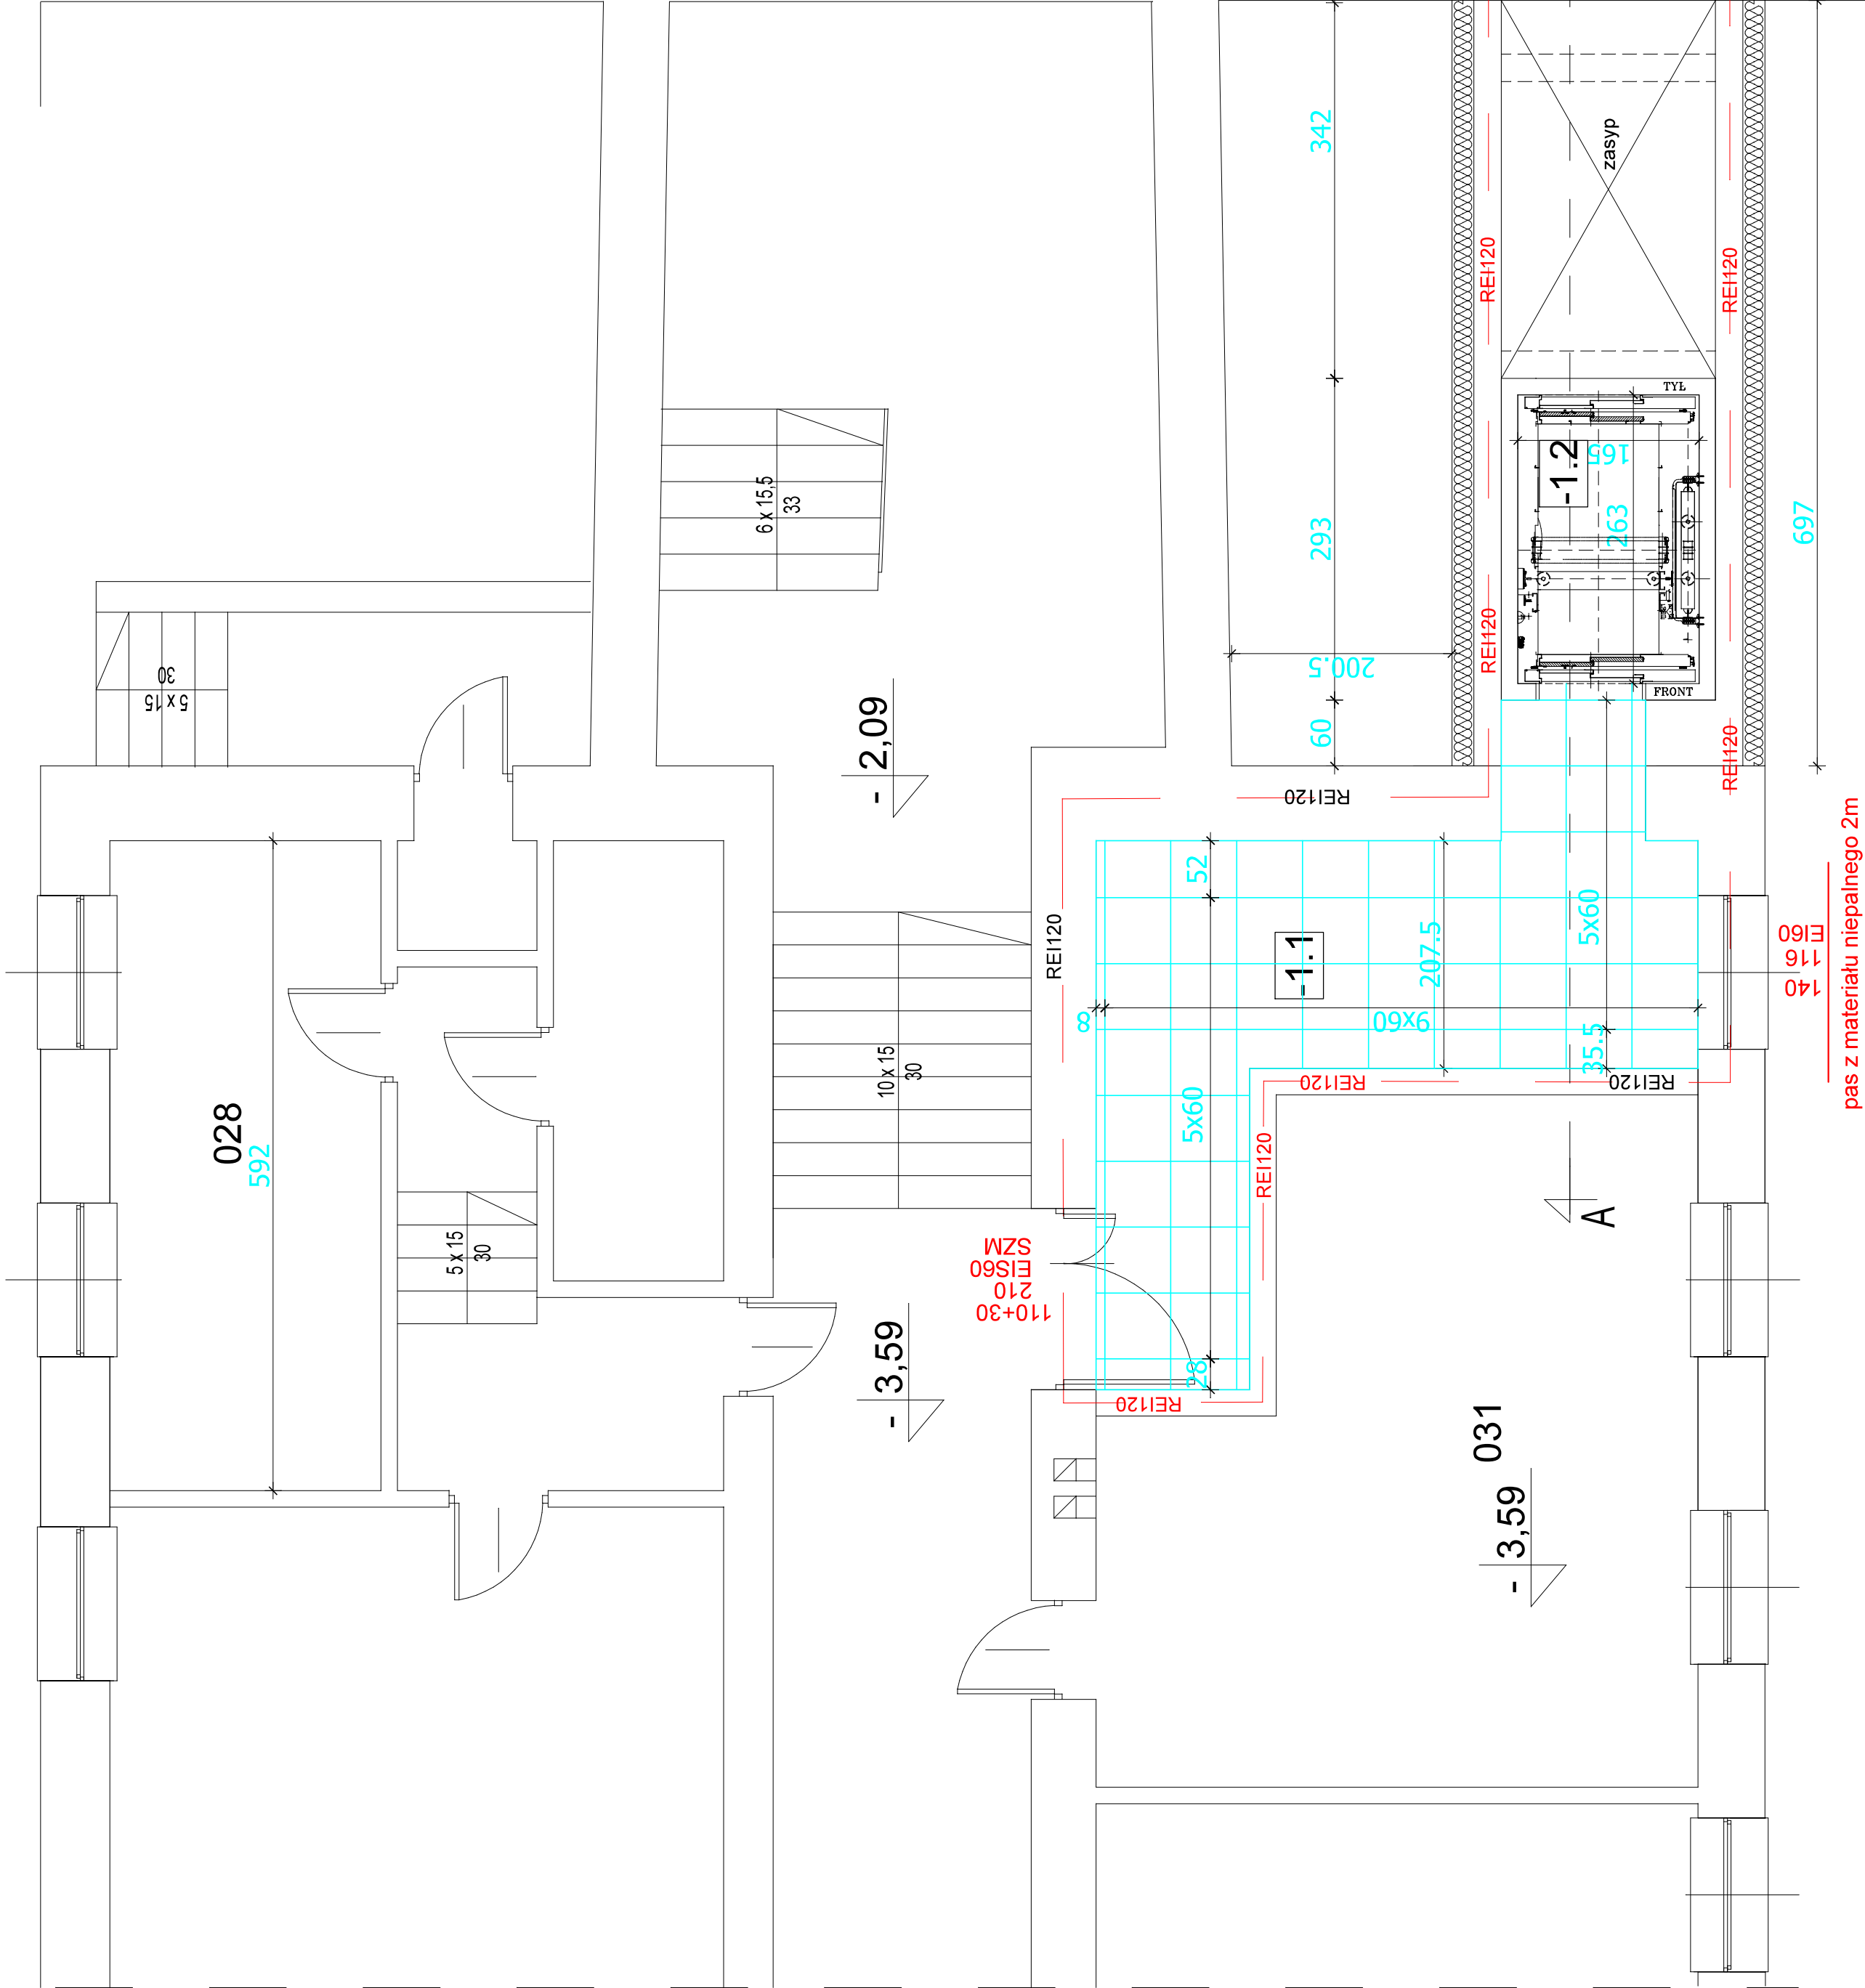 342
zasyp
REI120
REI120
TYŁ
6 x 15,5
33
-1.2
165
263
293
697
5 x 15
30
REI120
200.5
FRONT
- 2,09
60
REI120
REI120
52
REI120
-1.1
207.5
5x60
EI60
116
140
pas z materiału niepalnego 2m
8
9x60
35.5
10 x 15
30
REI120
REI120
028
592
5x60
REI120
A
5 x 15
30
SZM
EIS60
210
110+30
- 3,59
28
REI120
031
- 3,59